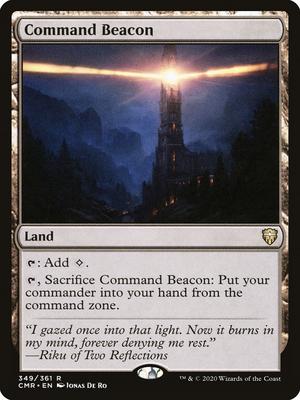 Command Beacon
Land
: Add .
, Sacrifice Command Beacon: Put your
commander into your hand from the
command zone.
“I gazed once into that light. Now it burns in
my mind, forever denying me rest.”
—Riku of Two Reflections
349/361 R
CMR • EN Jonas De Ro
™ & © 2020 Wizards of the Coast